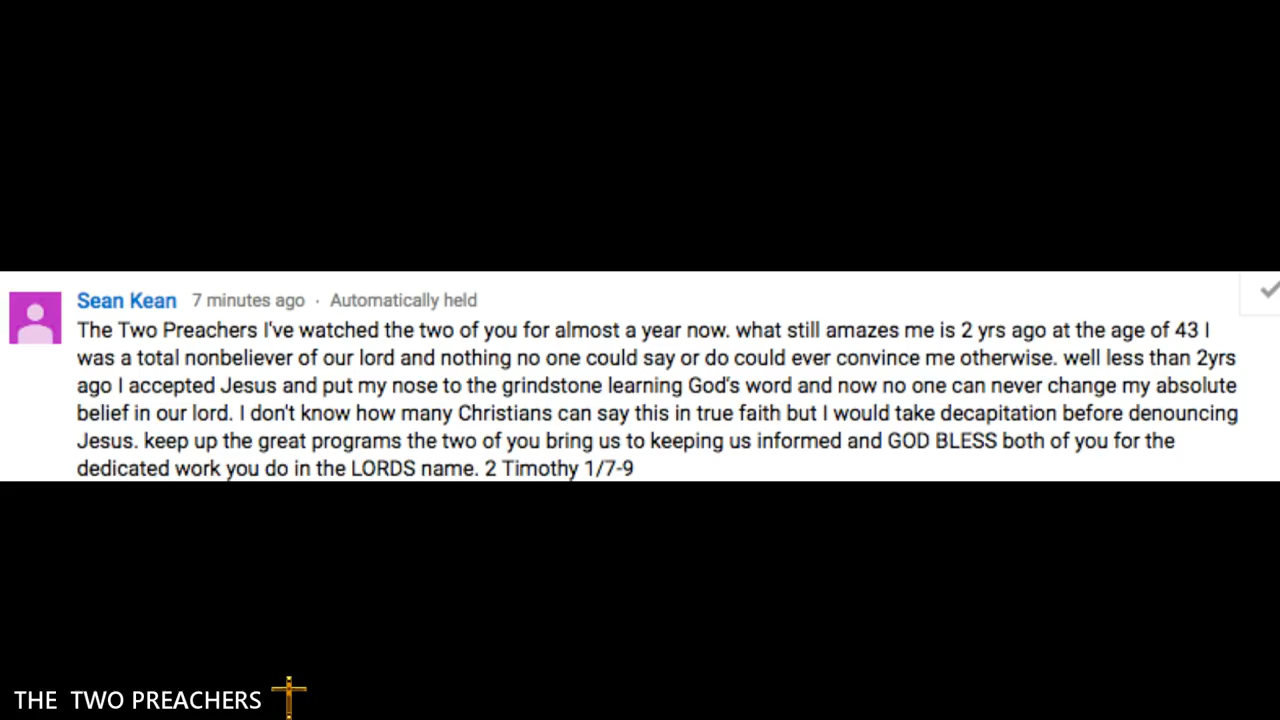 Sean Kean 7 minutes ago · Automatically held
The Two Preachers I've watched the two of you for almost a year now. what still amazes me is 2 yrs ago at the age of 43 I
was a total nonbeliever of our lord and nothing no one could say or do could ever convince me otherwise. well less than 2yrs
ago I accepted Jesus and put my nose to the grindstone learning God's word and now no one can never change my absolute
belief in our lord. I don't know how many Christians can say this in true faith but I would take decapitation before denouncing
Jesus. keep up the great programs the two of you bring us to keeping us informed and GOD BLESS both of you for the
dedicated work you do in the LORDS name. 2 Timothy 1/7-9
THE TWO PREACHERS